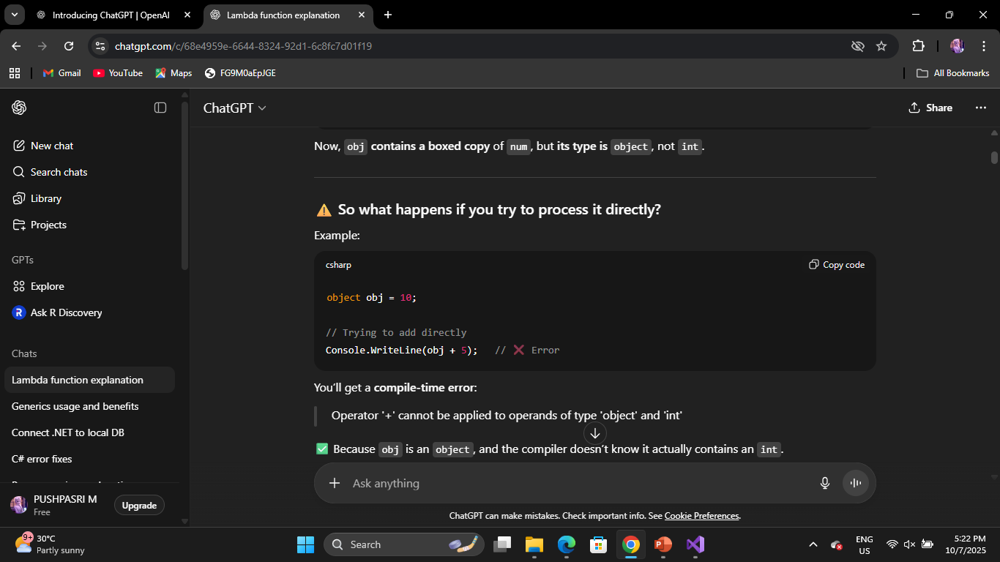 Introducing ChatGPT | OpenAI
Lambda function explanation
chatgpt.com/c/68e4959e-6644-8324-92d1-6c8fc7d01f19
Gmail
YouTube
Maps
FG9M0aEpJGE
All Bookmarks
New chat
Search chats
Library
Projects
GPTs
Explore
R Ask R Discovery
Chats
Lambda function explanation
Generics usage and benefits
Connect .NET to local DB
C# error fixes
PUSHPASRI M
Free
Upgrade
ChatGPT
Share
Now, obj contains a boxed copy of num, but its type is object, not int.
⚠️ So what happens if you try to process it directly?
Example:
csharp
Copy code
object obj = 10;
// Trying to add directly
Console.WriteLine(obj + 5);   // ❌ Error
You'll get a compile-time error:
Operator '+' cannot be applied to operands of type 'object' and 'int'
✅ Because obj is an object, and the compiler doesn't know it actually contains an int.
Ask anything
ChatGPT can make mistakes. Check important info. See Cookie Preferences.
9+
30°C
Partly sunny
Search
ENG
US
5:22 PM
10/7/2025